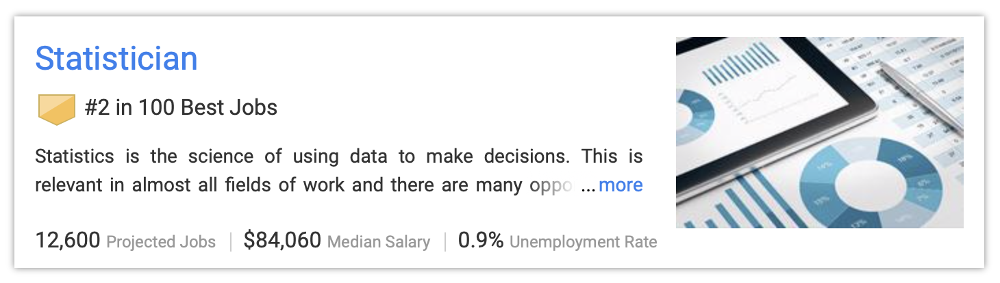 Statistician
#2 in 100 Best Jobs
Statistics is the science of using data to make decisions. This is
relevant in almost all fields of work and there are many oppo ...more
12,600 Projected Jobs | $84,060 Median Salary | 0.9% Unemployment Rate